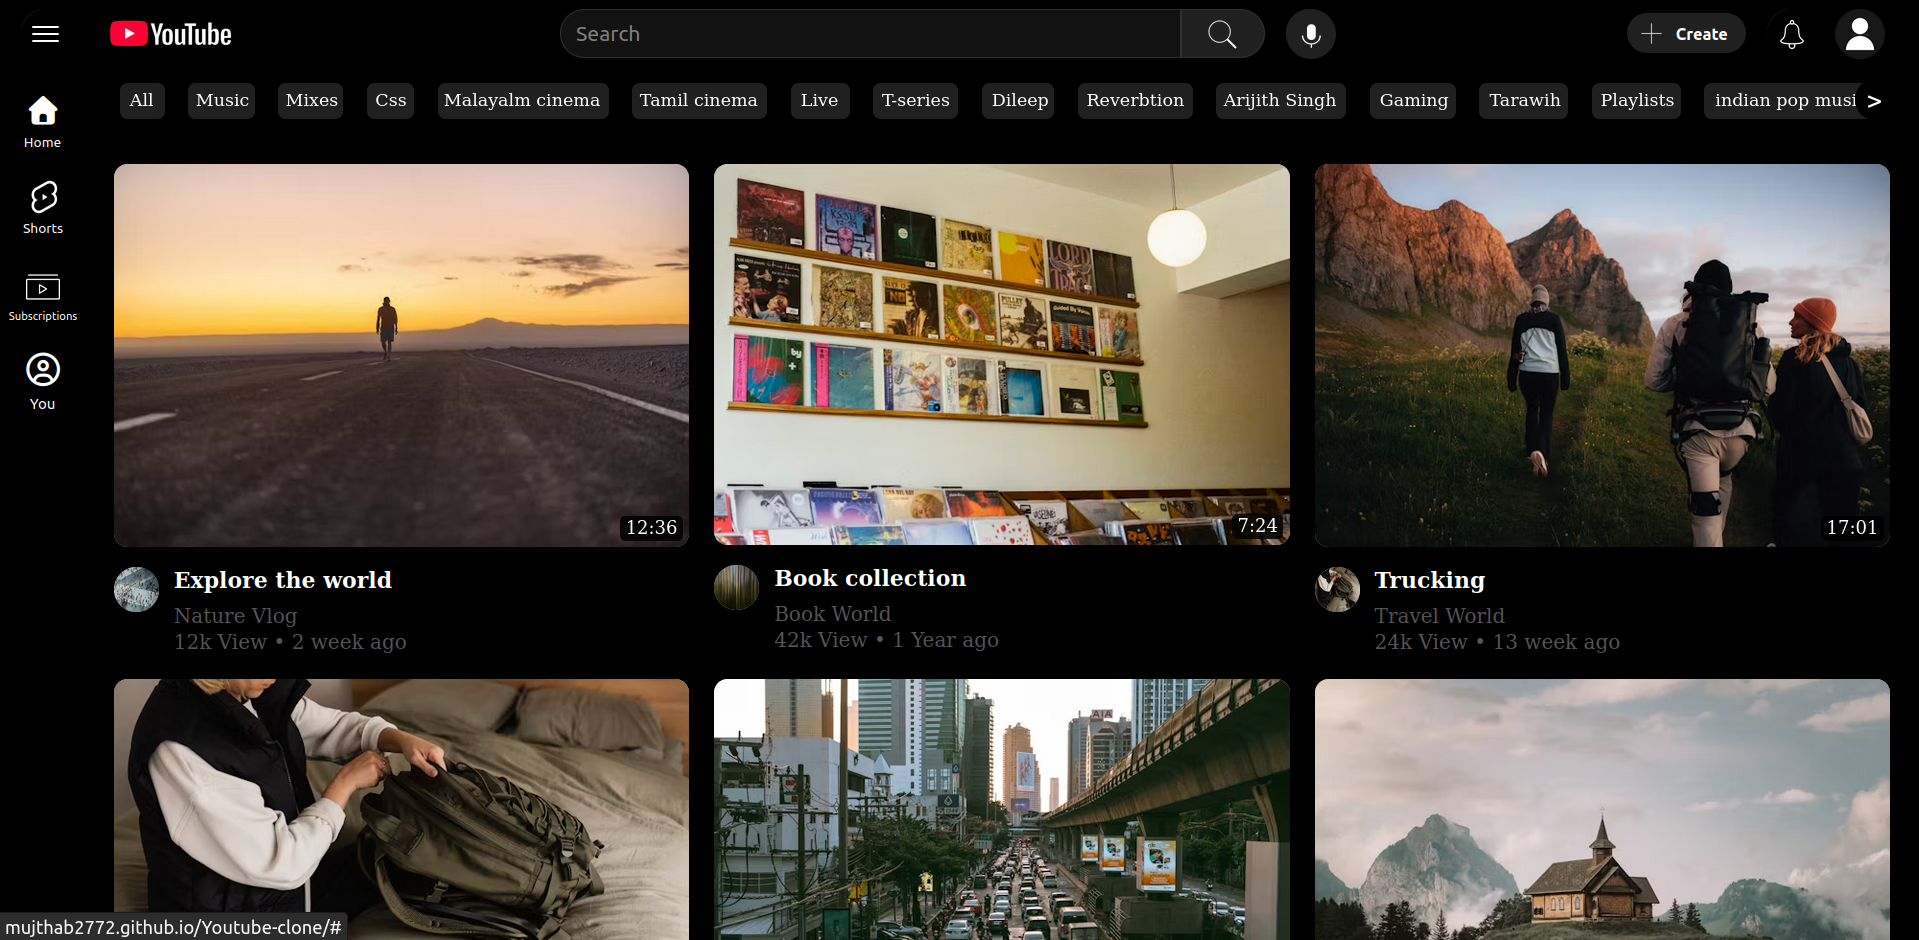 YouTube
Search
Create
All Music Mixes Css Malayalm cinema Tamil cinema Live T-series Dileep Reverbtion Arijith Singh Gaming Tarawih Playlists indian pop musi >
Home
Shorts
Subscriptions
You
12:36
7:24
17:01
Explore the world
Nature Vlog
12k View • 2 week ago
Book collection
Book World
42k View • 1 Year ago
Trucking
Travel World
24k View • 13 week ago
AIA
mujthab2772.github.io/Youtube-clone/#